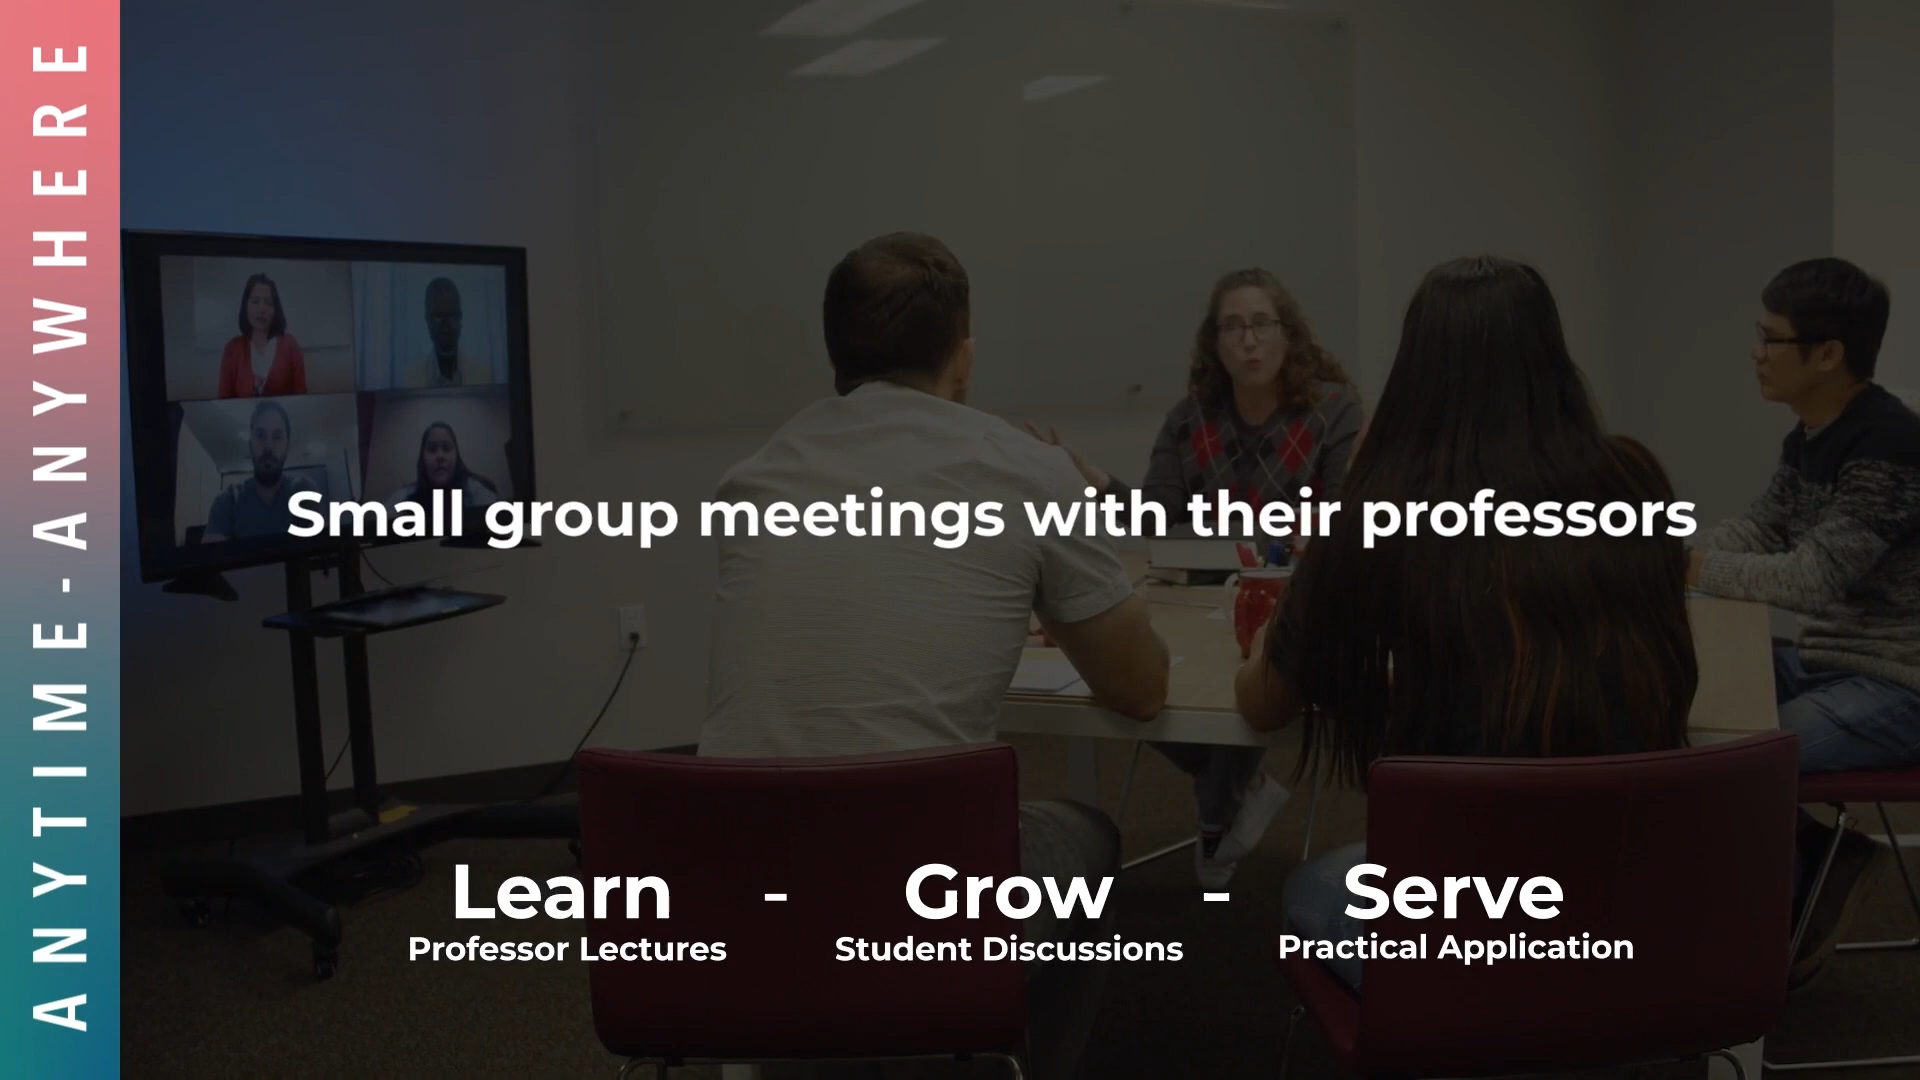 ANYTIME-ANYWHERE
Small group meetings with their professors
Learn - Grow - Serve
Professor Lectures Student Discussions Practical Application